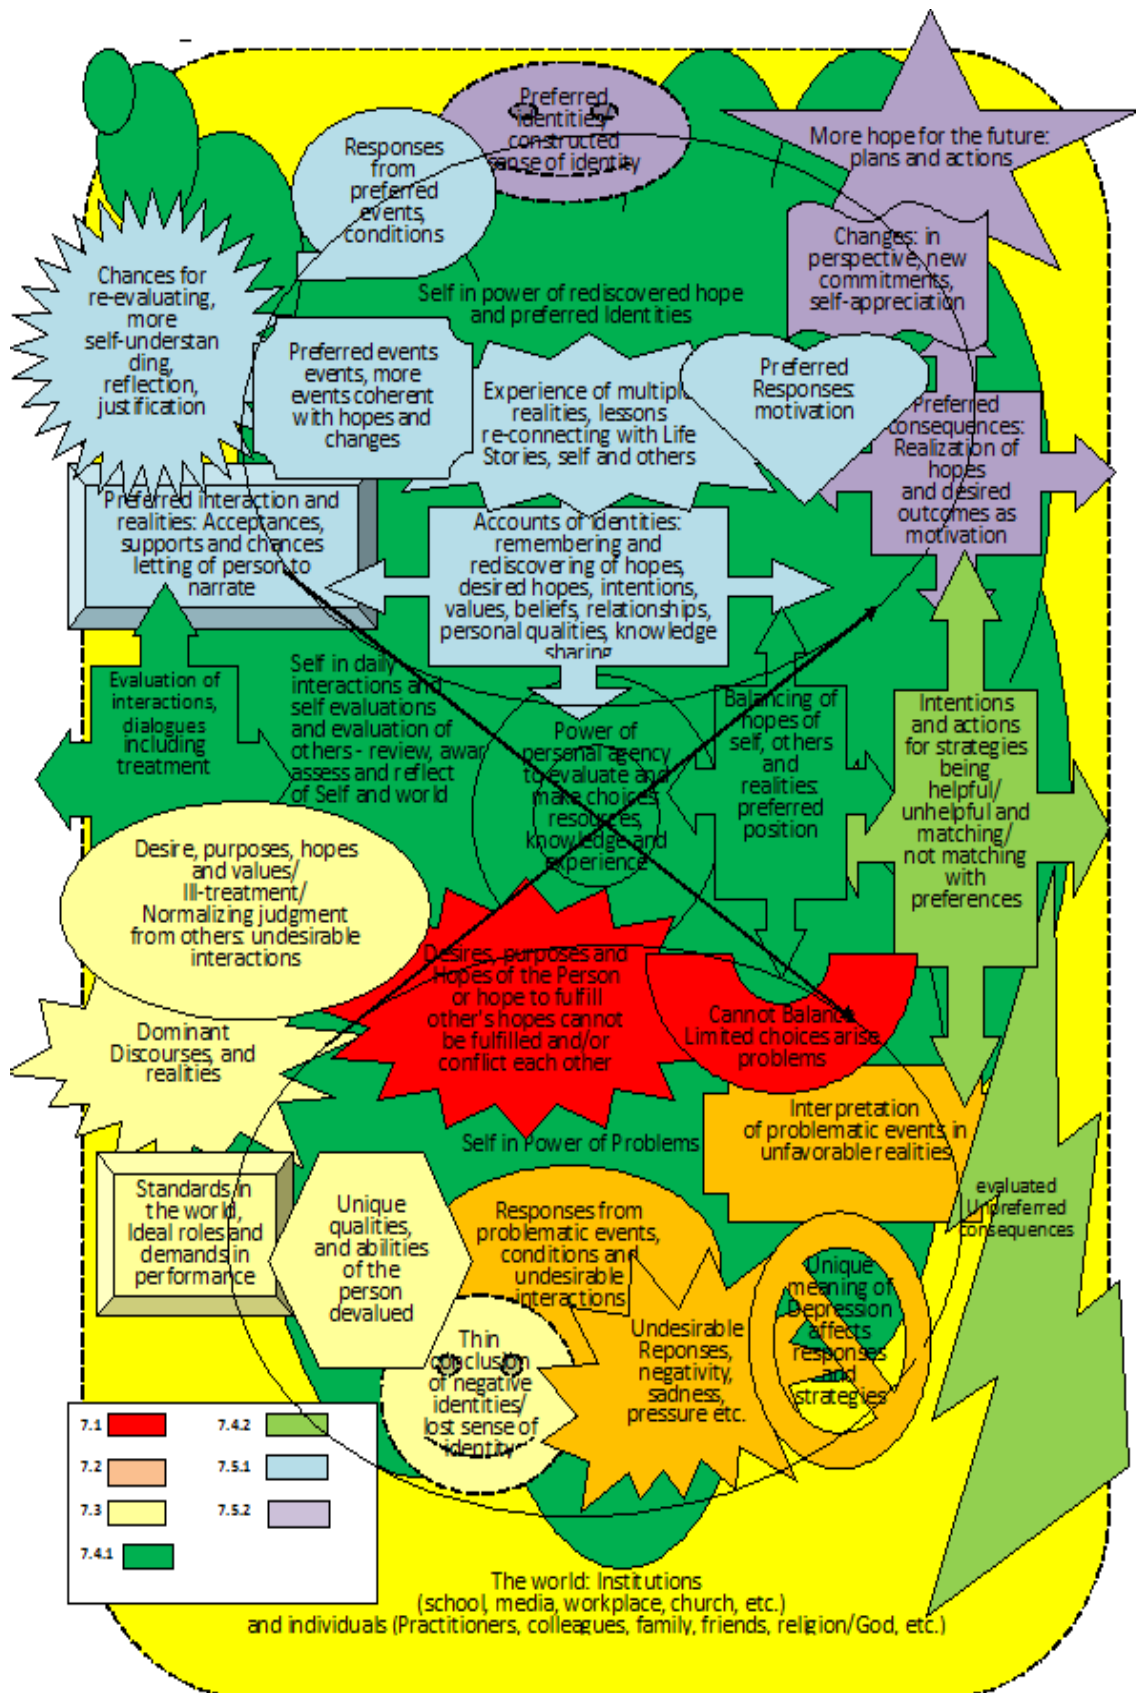 Preferred
identities/
constructed
sense of identity
More hope for the future:
plans and actions
Responses
from
preferred
events,
conditions
Changes: in
perspective, new
commitments,
self-appreciation
Chances for
re-evaluating,
more
self-understan
ding,
reflection,
justification
Self in power of rediscovered hope
and preferred Identities
Preferred events
events, more
events coherent
with hopes and
changes
Experience of multiple
realities, lessons
re-connecting with Life
Stories, self and others
Preferred
Responses:
motivation
Preferred
consequences:
Realization of
hopes
and desired
outcomes as
motivation
Preferred interaction and
realities: Acceptances,
supports and chances
letting of person to
narrate
Accounts of identities:
remembering and
rediscovering of hopes,
desired hopes, intentions,
values, beliefs, relationships,
personal qualities, knowledge
sharing
Evaluation of
interactions,
dialogues
including
treatment
Self in daily
interactions and
self evaluations
and evaluation of
others - review, awar
assess and reflect
of Self and world
Power of
personal agency
to evaluate and
make choices,
resources,
knowledge and
experience
Balancing of
hopes of
self, others
and
realities:
preferred
position
Intentions
and actions
for strategies
being
helpful/
unhelpful and
matching/
not matching
with
preferences
Desire, purposes, hopes
and values/
Ill-treatment/
Normalizing judgment
from others: undesirable
interactions
Desires, purposes and
Hopes of the Person
or hope to fulfill
other's hopes cannot
be fulfilled and/or
conflict each other
Cannot Balance
Limited choices arise
problems
Dominant
Discourses, and
realities
Interpretation
of problematic events in
unfavorable realities
Self in Power of Problems
Standards in
the world,
Ideal roles and
demands in
performance
Unique
qualities,
and abilities
of the
person
devalued
Responses from
problematic events,
conditions and
undesirable
interactions
evaluated
Unpreferred
consequences
Unique
meaning of
Depression
affects
responses
and
strategies
Thin
conclusion
of negative
identities/
lost sense of
identity
Undesirable
Reponses,
negativity,
sadness,
pressure etc.
7.1
7.4.2
7.2
7.5.1
7.3
7.5.2
7.4.1
The world: Institutions
(school, media, workplace, church, etc.)
and individuals (Practitioners, colleagues, family, friends, religion/God, etc.)